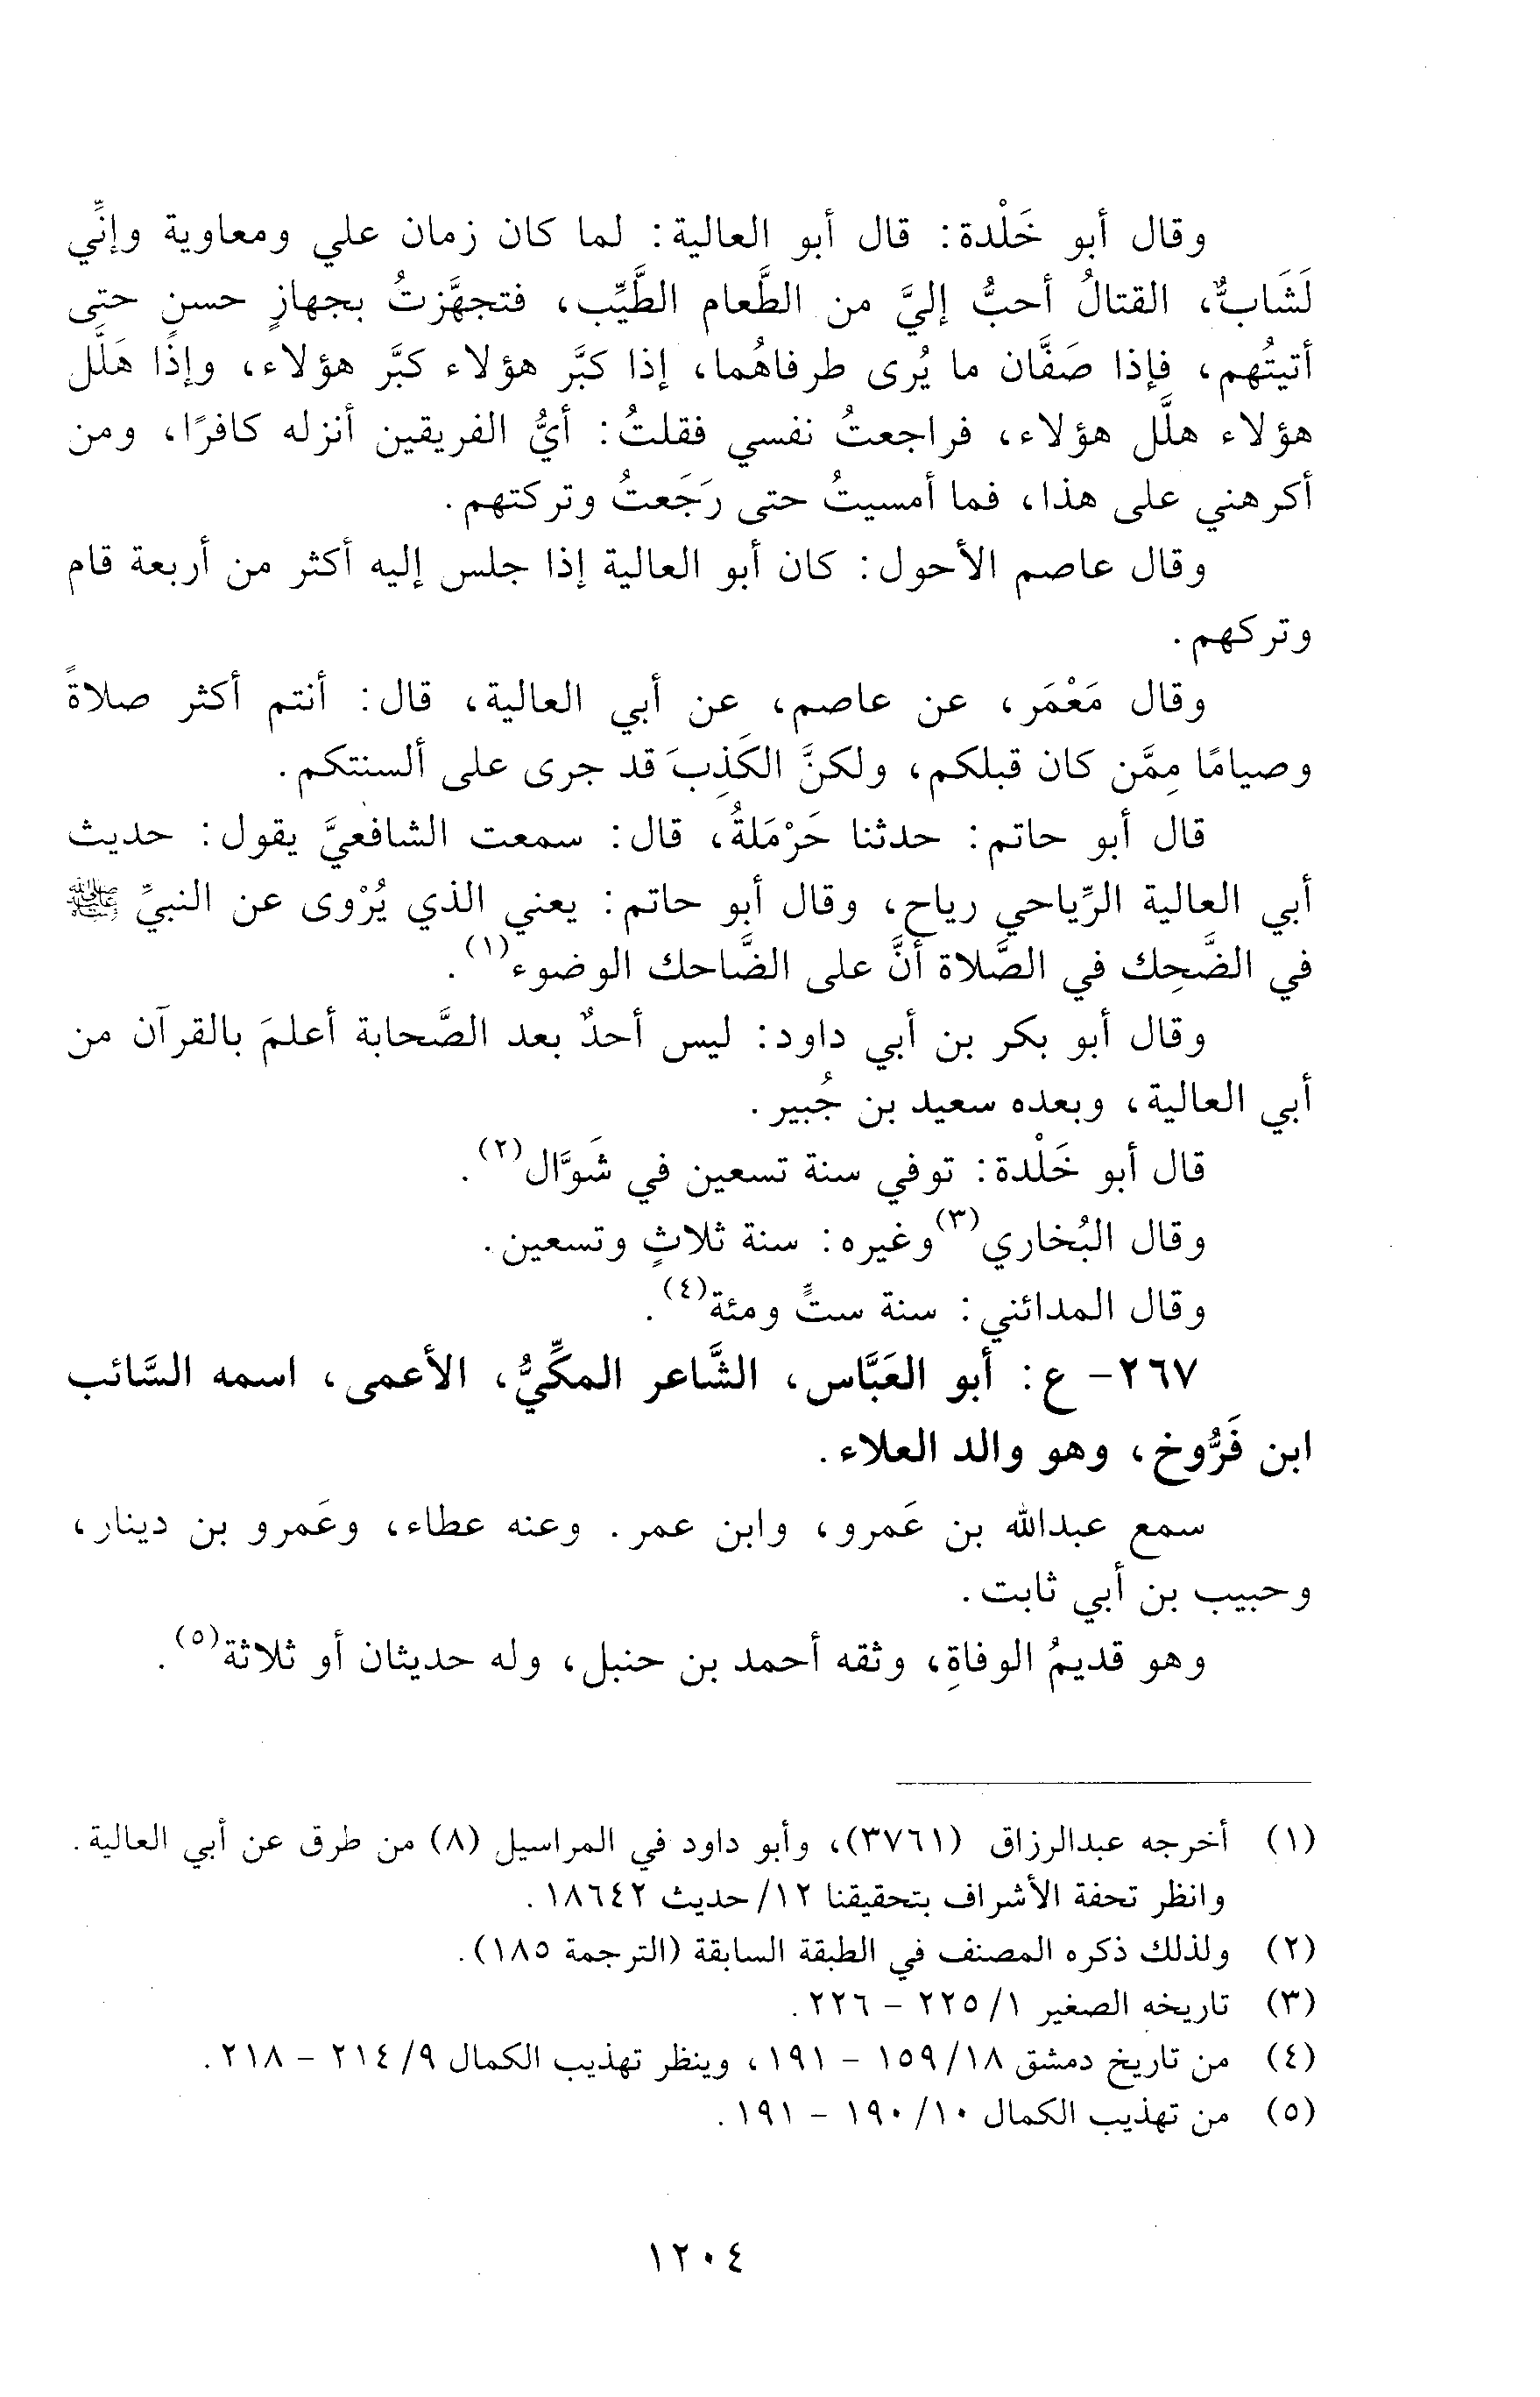 وقال أبو خَلْدة: قال أبو العالية: لما كان زمان علي ومعاوية وإنِّي
لَشَابٌّ، القتالُ أحبُّ إليَّ من الطَّعام الطَّيِّب، فتجهَّزتُ بجهازٍ حسنٍ حتى
أتيتُهم، فإذا صَفَّان ما يُرى طرفاهُما، إذا كبَّر هؤلاء كبَّر هؤلاء، وإذا هَلَّل
هؤلاء هلَّل هؤلاء، فراجعتُ نفسي فقلتُ: أيُّ الفريقين أنزله كافرًا، ومن
أكرهني على هذا، فما أمسيتُ حتى رَجَعتُ وتركتهم.
وقال عاصم الأحول: كان أبو العالية إذا جلس إليه أكثر من أربعة قام
وتركهم.
وقال مَعْمَر، عن عاصم، عن أبي العالية، قال: أنتم أكثر صلاةً
وصيامًا مِمَّن كان قبلكم، ولكنَّ الكَذِبَ قد جرى على ألسنتكم.
قال أبو حاتم: حدثنا حَرْمَلةُ، قال: سمعت الشافعيَّ يقول: حديث
أبي العالية الرِّياحي رياح، وقال أبو حاتم: يعني الذي يُرْوى عن النبيِّ ﷺ
في الضَّحِك في الصَّلاة أنَّ على الضَّاحك الوضوء(١).
وقال أبو بكر بن أبي داود: ليس أحدٌ بعد الصَّحابة أعلمَ بالقرآن من
أبي العالية، وبعده سعيد بن جُبير.
قال أبو خَلْدة: توفي سنة تسعين في شَوَّال(٢).
وقال البُخاري(٣) وغيره: سنة ثلاثٍ وتسعين.
وقال المدائني: سنة ستٍّ ومئة(٤).
٢٦٧- ع: أبو العَبَّاس، الشَّاعر المكِّيُّ، الأعمى، اسمه السَّائب
ابن فَرُّوخ، وهو والد العلاء.
سمع عبدالله بن عَمرو، وابن عمر. وعنه عطاء، وعَمرو بن دينار،
وحبيب بن أبي ثابت.
وهو قديمُ الوفاةِ، وثقه أحمد بن حنبل، وله حديثان أو ثلاثة(٥).
(١) أخرجه عبدالرزاق (٣٧٦١)، وأبو داود في المراسيل (٨) من طرق عن أبي العالية.
وانظر تحفة الأشراف بتحقيقنا ١٢/ حديث ١٨٦٤٢.
(٢) ولذلك ذكره المصنف في الطبقة السابقة (الترجمة ١٨٥).
(٣) تاريخه الصغير ١/ ٢٢٥ - ٢٢٦.
(٤) من تاريخ دمشق ١٨/ ١٥٩ - ١٩١، وينظر تهذيب الكمال ٩/ ٢١٤ - ٢١٨.
(٥) من تهذيب الكمال ١٠/ ١٩٠ - ١٩١.
١٢٠٤